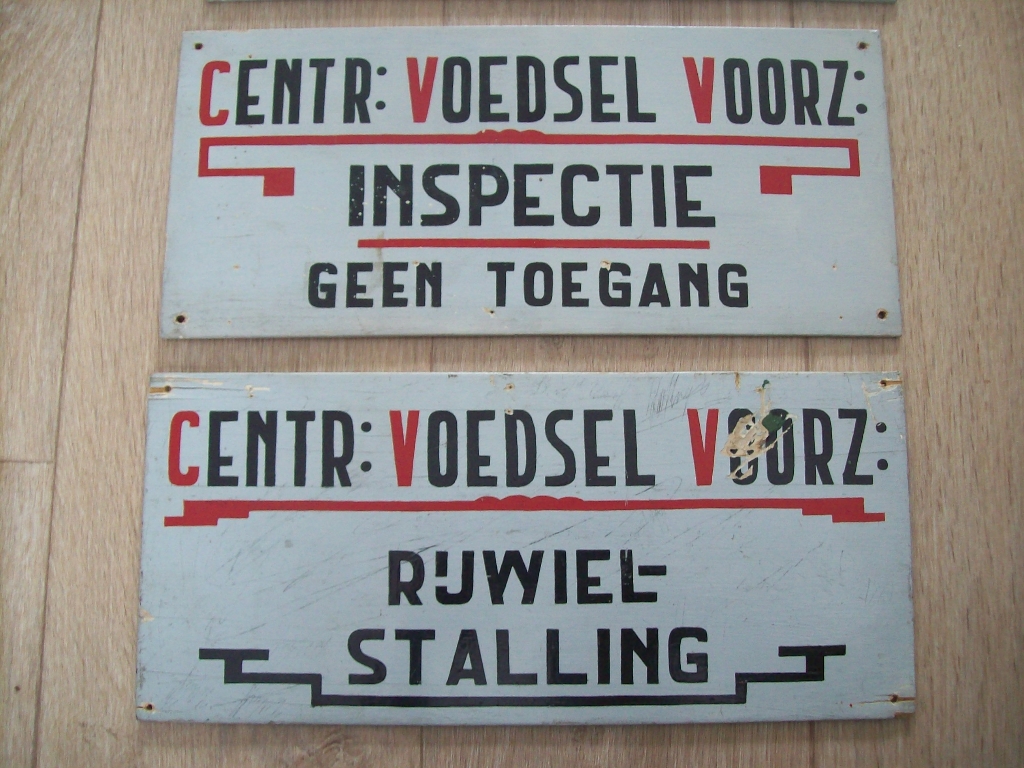 CENTR: VOEDSEL VOORZ:
INSPECTIE
GEEN TOEGANG
CENTR: VOEDSEL VOORZ:
RIJWIEL-
STALLING